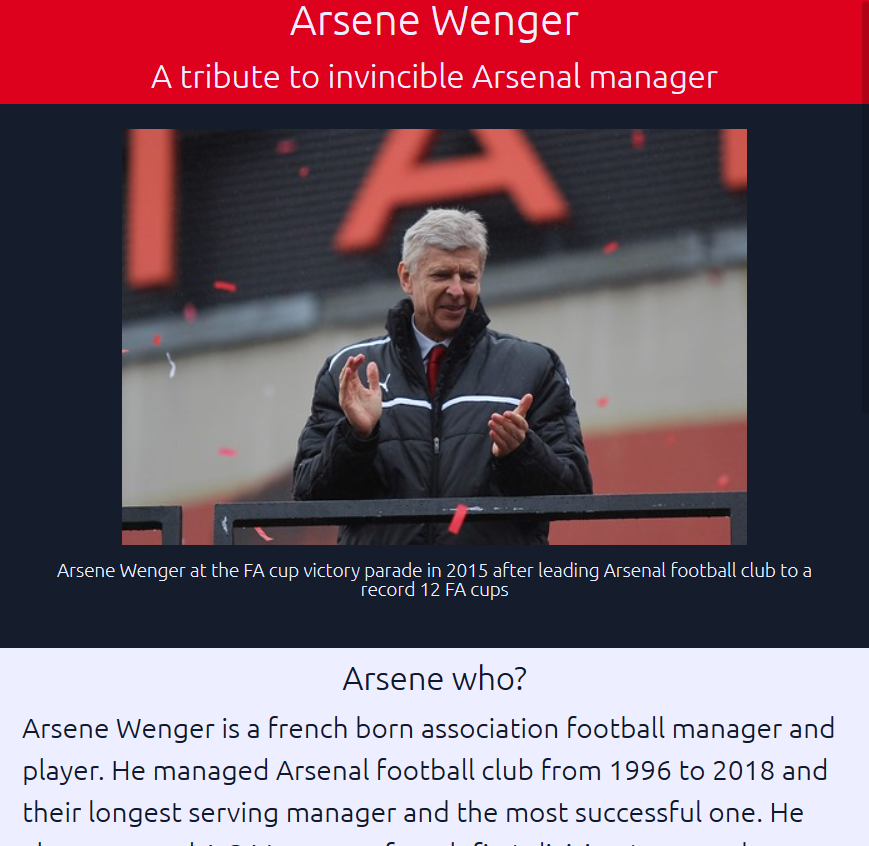 Arsene Wenger
A tribute to invincible Arsenal manager
Arsene Wenger at the FA cup victory parade in 2015 after leading Arsenal football club to a
record 12 FA cups
Arsene who?
Arsene Wenger is a french born association football manager and
player. He managed Arsenal football club from 1996 to 2018 and
their longest serving manager and the most successful one. He